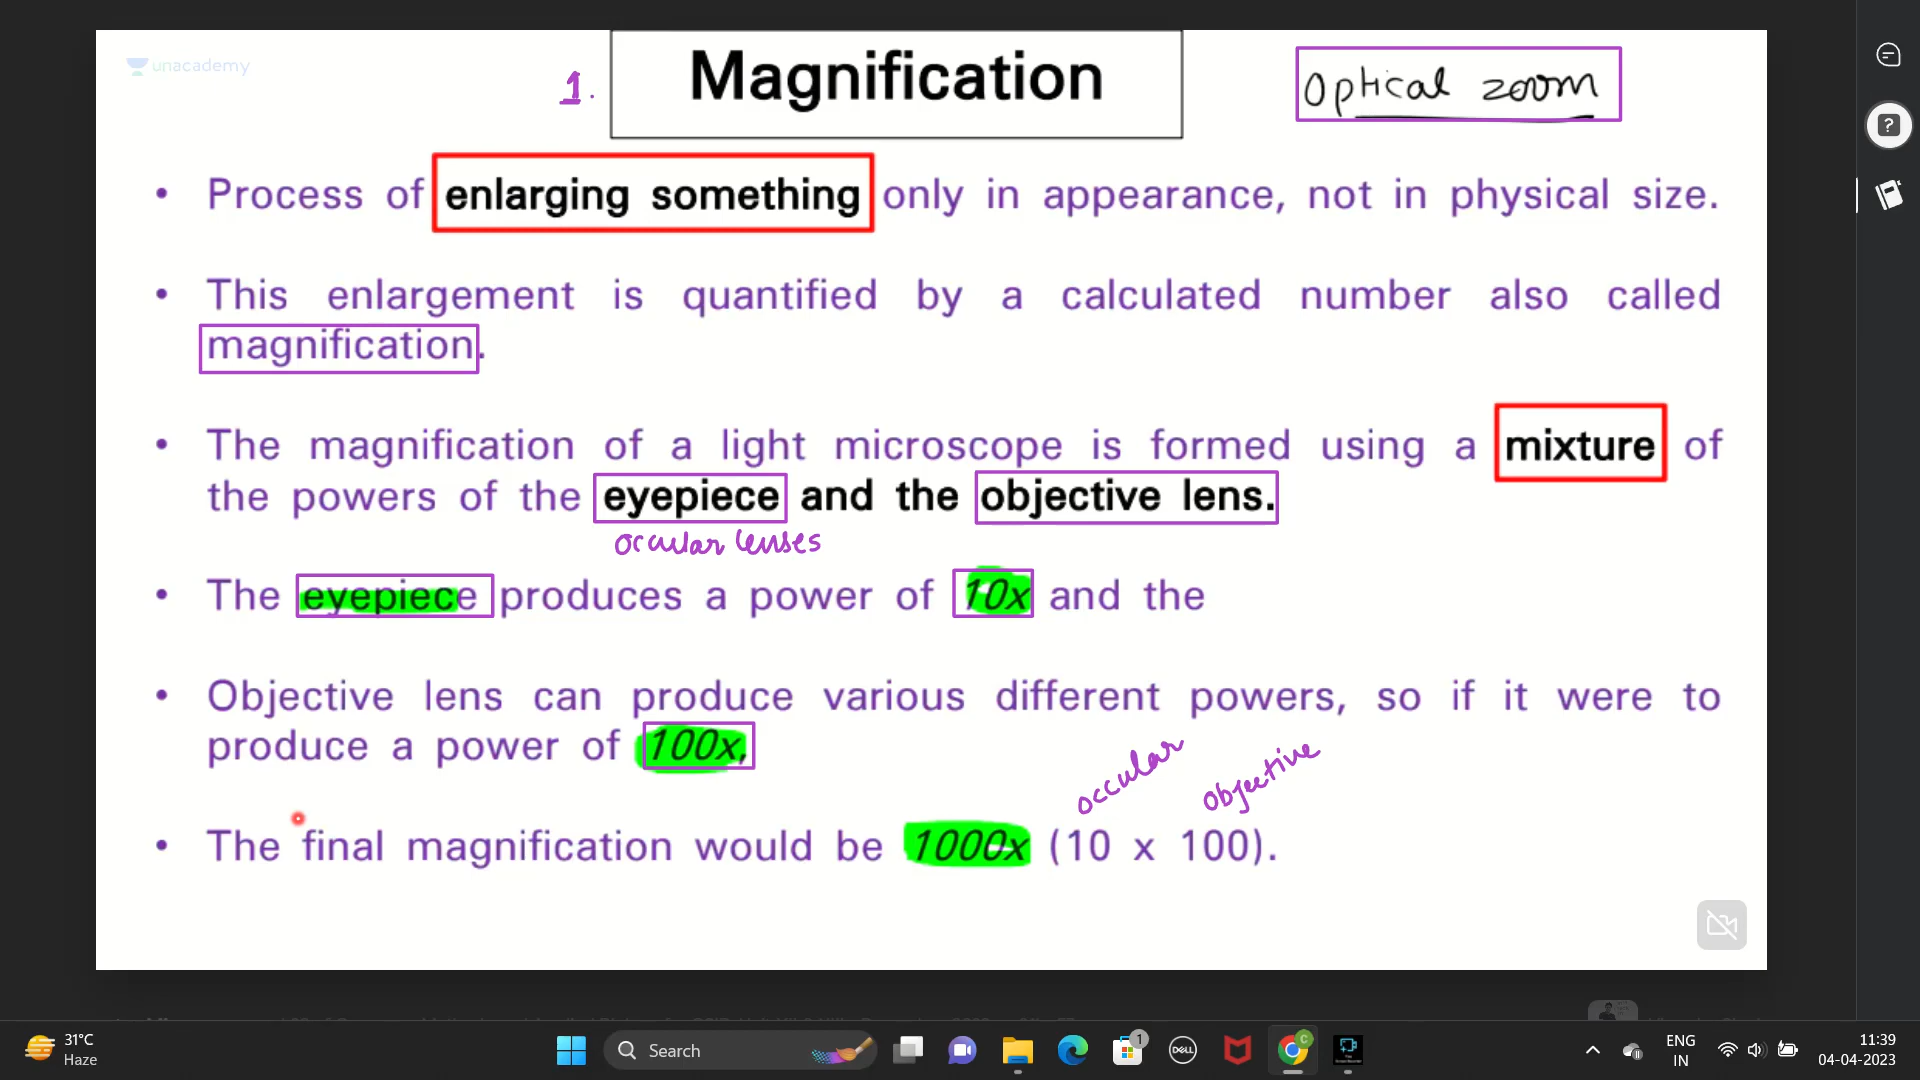 unacademy
1. Magnification Optical zoom
• Process of enlarging something only in appearance, not in physical size.
• This enlargement is quantified by a calculated number also called
magnification.
• The magnification of a light microscope is formed using a mixture of
the powers of the eyepiece and the objective lens.
occular lenses
• The eyepiece produces a power of 10x and the
• Objective lens can produce various different powers, so if it were to
produce a power of 100x,
occular objective
• The final magnification would be 1000x (10 x 100).
31°C
Haze
Search
1
DELL
C
ENG
IN
11:39
04-04-2023